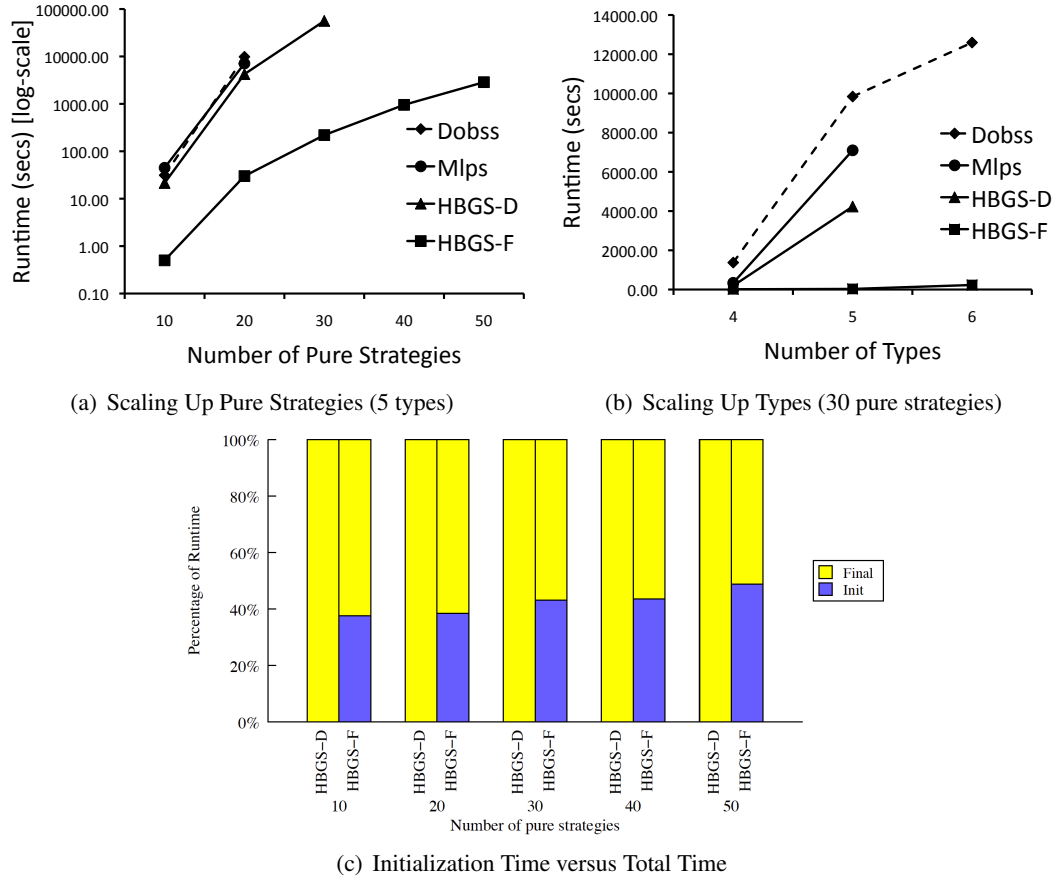 Runtime (secs) [log-scale]
100000.00
10000.00
1000.00
100.00
10.00
1.00
0.10
10 20 30 40 50
Number of Pure Strategies
Dobss
Mlps
HBGS-D
HBGS-F
(a) Scaling Up Pure Strategies (5 types)
Runtime (secs)
14000.00
12000.00
10000.00
8000.00
6000.00
4000.00
2000.00
0.00
4 5 6
Number of Types
Dobss
Mlps
HBGS-D
HBGS-F
(b) Scaling Up Types (30 pure strategies)
Percentage of Runtime
100%
80%
60%
40%
20%
0%
HBGS−D HBGS−F HBGS−D HBGS−F HBGS−D HBGS−F HBGS−D HBGS−F HBGS−D HBGS−F
10 20 30 40 50
Number of pure strategies
Final
Init
(c) Initialization Time versus Total Time